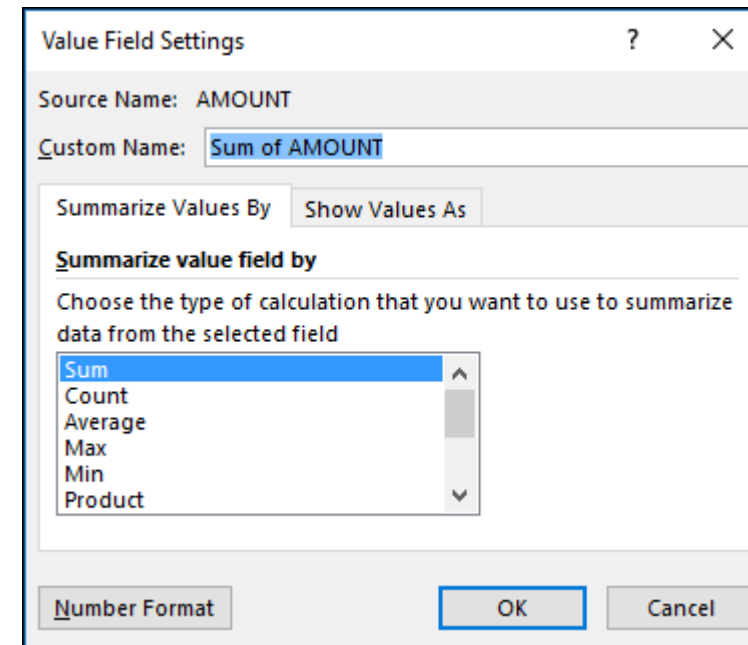 Value Field Settings ?
Source Name: AMOUNT
Custom Name: Sum of AMOUNT
Summarize Values By Show Values As
Summarize value field by
Choose the type of calculation that you want to use to summarize
data from the selected field
Sum
Count
Average
Max
Min
Product
Number Format OK Cancel